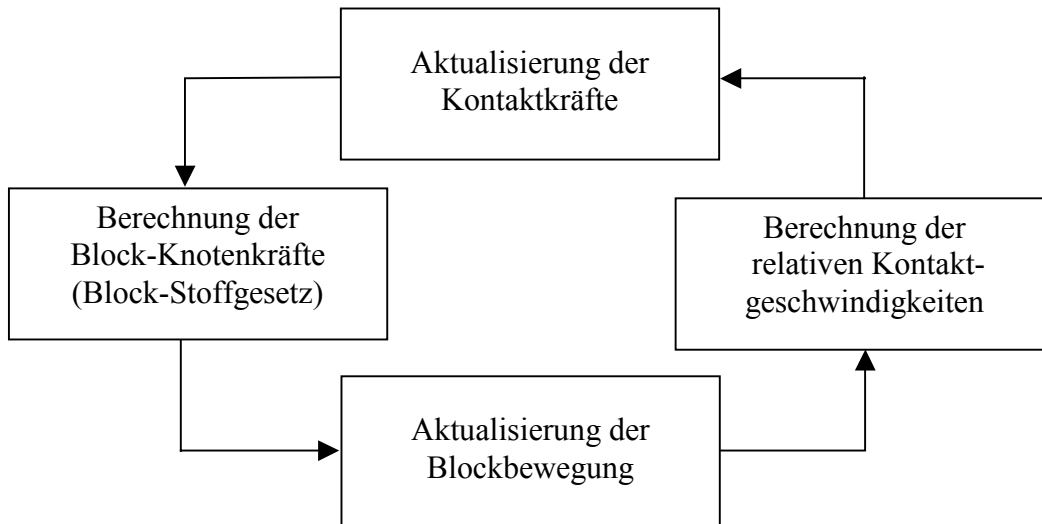 Aktualisierung der
Kontaktkräfte
Berechnung der
Block-Knotenkräfte
(Block-Stoffgesetz)
Berechnung der
relativen Kontakt-
geschwindigkeiten
Aktualisierung der
Blockbewegung